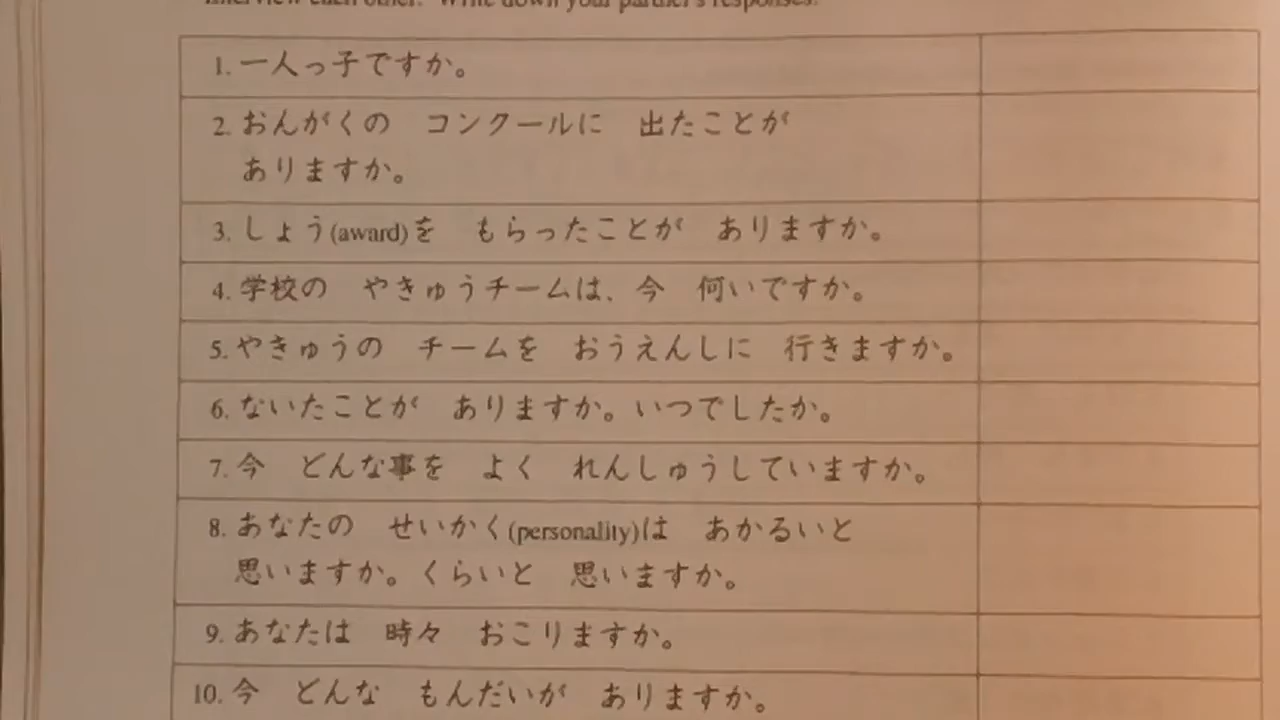 Interview each other. Write down your partner's responses.
1. 一人っ子ですか。
2. おんがくの　コンクールに　出たことが
ありますか。
3. しょう(award)を　もらったことが　ありますか。
4. 学校の　やきゅうチームは、今　何いですか。
5. やきゅうの　チームを　おうえんしに　行きますか。
6. ないたことが　ありますか。いつでしたか。
7. 今　どんな事を　よく　れんしゅうしていますか。
8. あなたの　せいかく(personality)は　あかるいと
思いますか。くらいと　思いますか。
9. あなたは　時々　おこりますか。
10. 今　どんな　もんだいが　ありますか。